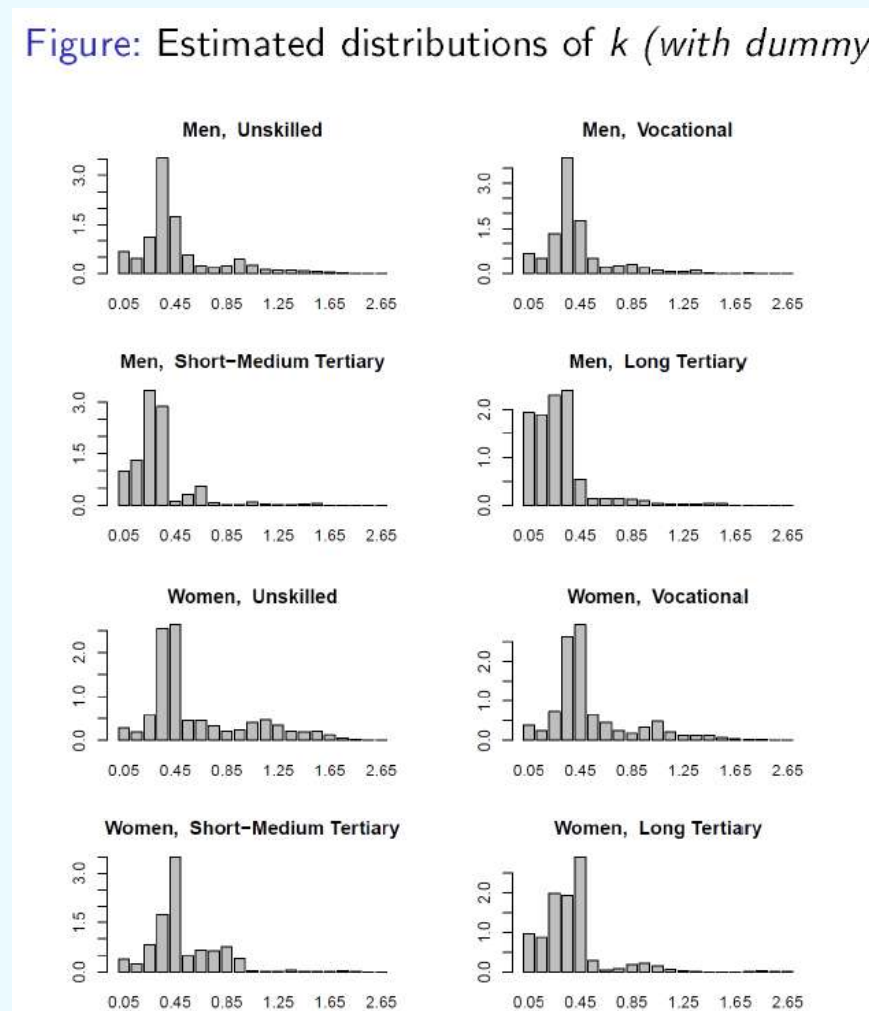 Figure: Estimated distributions of k (with dummy
Men, Unskilled
3.0
1.5
0.0
0.05 0.45 0.85 1.25 1.65 2.65
Men, Vocational
3.0
1.5
0.0
0.05 0.45 0.85 1.25 1.65 2.65
Men, Short-Medium Tertiary
3.0
1.5
0.0
0.05 0.45 0.85 1.25 1.65 2.65
Men, Long Tertiary
2.0
1.0
0.0
0.05 0.45 0.85 1.25 1.65 2.65
Women, Unskilled
2.0
1.0
0.0
0.05 0.45 0.85 1.25 1.65 2.65
Women, Vocational
2.0
1.0
0.0
0.05 0.45 0.85 1.25 1.65 2.65
Women, Short-Medium Tertiary
3.0
1.5
0.0
0.05 0.45 0.85 1.25 1.65 2.65
Women, Long Tertiary
2.0
1.0
0.0
0.05 0.45 0.85 1.25 1.65 2.65